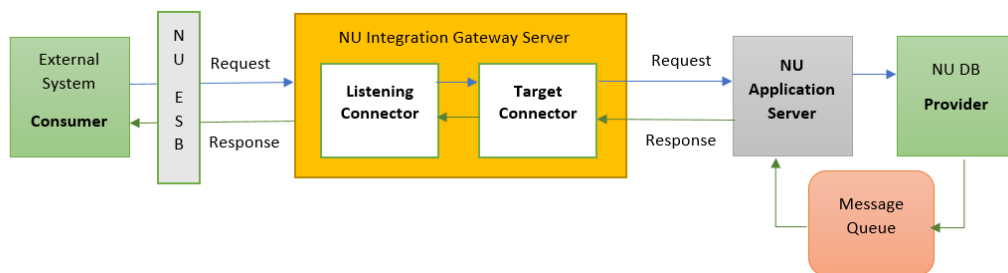 External
System
Consumer
N
U
E
S
B
Request
Response
NU Integration Gateway Server
Listening
Connector
Target
Connector
Request
Response
NU
Application
Server
NU DB
Provider
Message
Queue